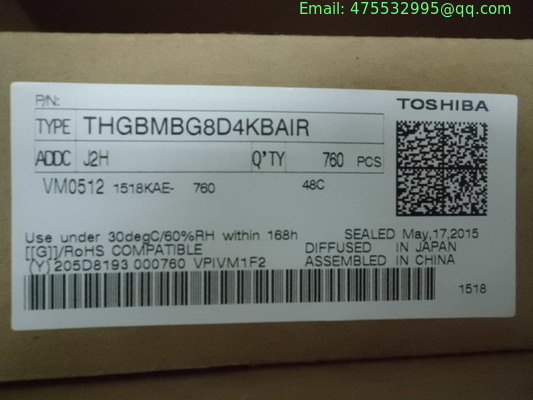 Email: 475532995@qq.com
P/N:
TOSHIBA
TYPE THGBMBG8D4KBAIR
ADDC J2H Q'TY 760 PCS
VM0512 1518KAE- 760 48C
Use under 30degC/60%RH within 168h SEALED May,17,2015
[[G]]/RoHS COMPATIBLE DIFFUSED IN JAPAN
(Y) 205D8193 000760 VPIVM1F2 ASSEMBLED IN CHINA
1518